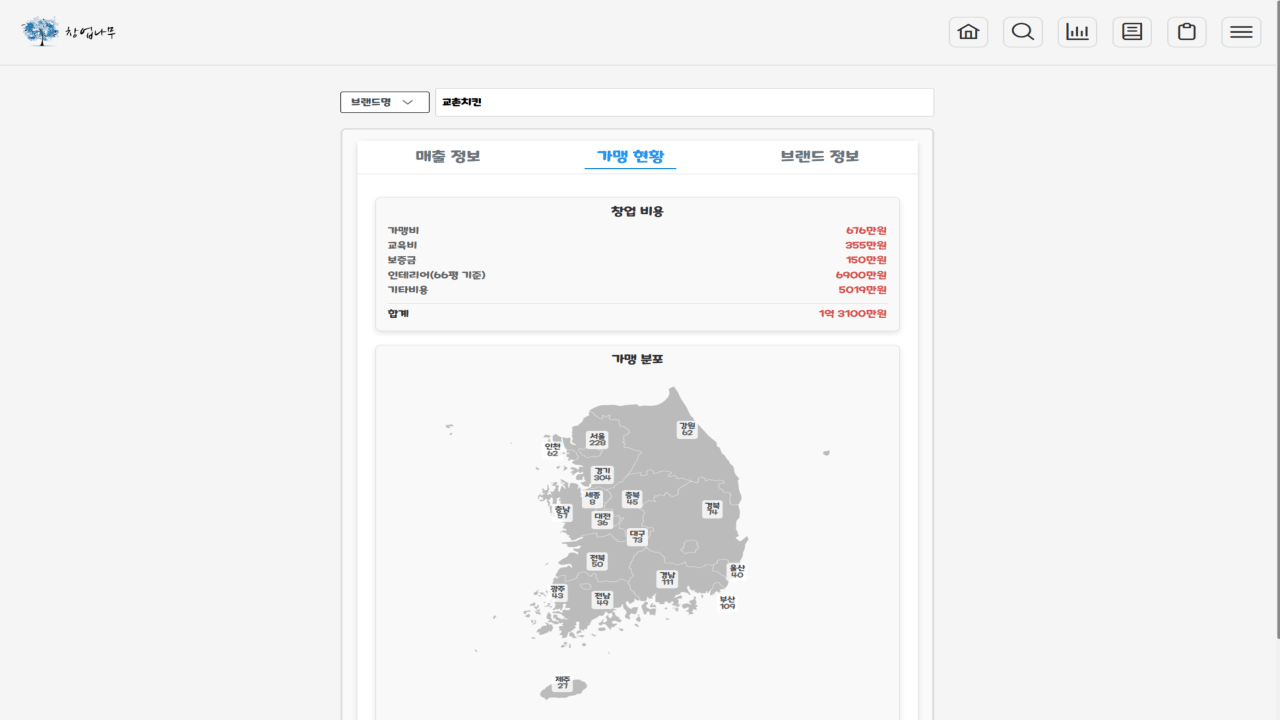 창업나무
브랜드명
교촌치킨
매출 정보
가맹 현황
브랜드 정보
창업 비용
가맹비 676만원
교육비 355만원
보증금 150만원
인테리어(66평 기준) 6900만원
기타비용 5019만원
합계 1억 3100만원
가맹 분포
강원
62
서울
228
인천
62
경기
304
세종
8
충북
45
충남
57
경북
74
대전
36
대구
73
전북
50
울산
40
경남
111
광주
43
전남
49
부산
109
제주
27